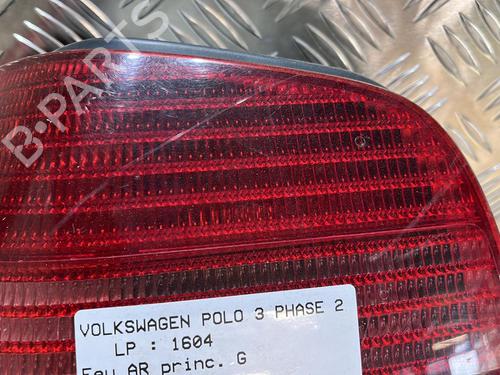 B-PARTS
VOLKSWAGEN POLO 3 PHASE 2
LP : 1604
Feu AR princ. G